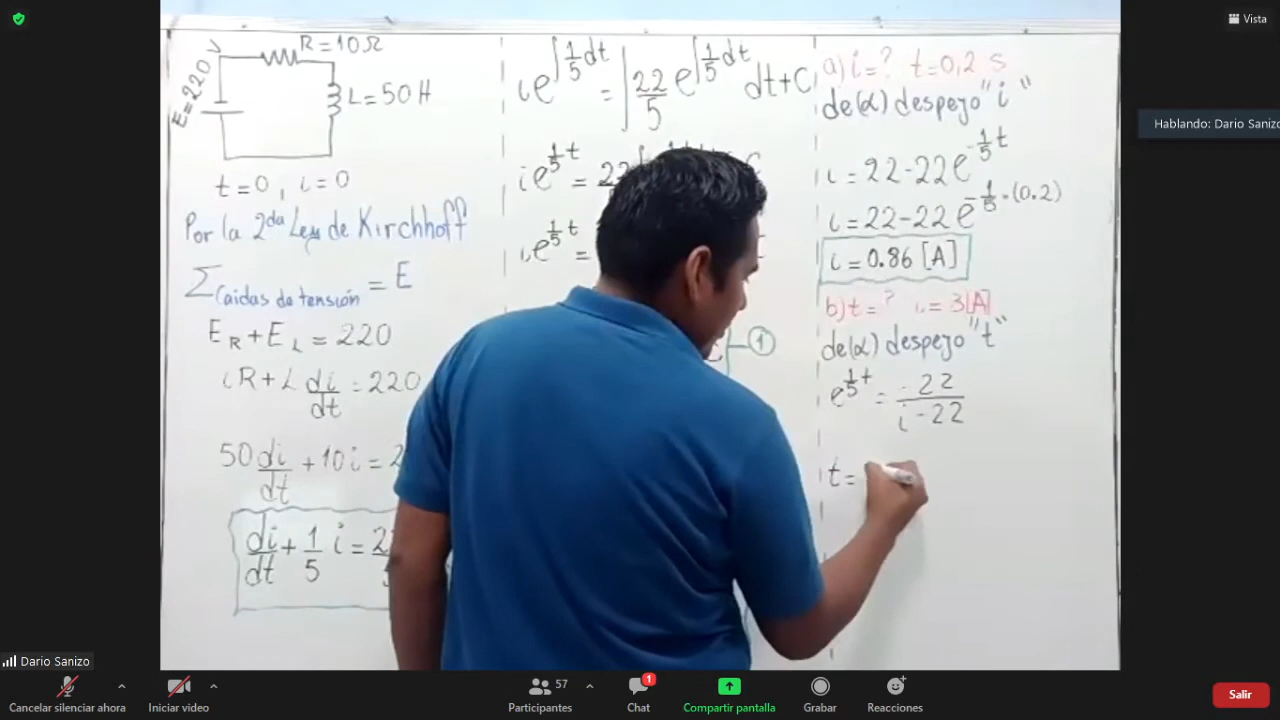 Vista
Hablando: Dario Sanizo
R=10Ω
E=220
L=50 H
t=0, i=0
Por la 2da Ley de Kirchhoff
∑Caidas de tensión = E
E_R + E_L = 220
iR + L di/dt = 220
50 di/dt + 10 i = 2
di/dt + 1/5 i = 2
i e^∫1/5 dt = ∫ 22/5 e^∫1/5 dt dt + C
i e^1/5 t = 22
i e^1/5 t =
1
a) i=? t=0,2 s
de(α) despejo "i"
i = 22-22e^-1/5 t
i = 22-22e^-1/5·(0.2)
i = 0.86 [A]
b) t=? i=3[A]
de(α) despejo "t"
e^1/5 t = -22/i-22
t =
Dario Sanizo
Cancelar silenciar ahora
Iniciar video
57
Participantes
1
Chat
Compartir pantalla
Grabar
Reacciones
Salir